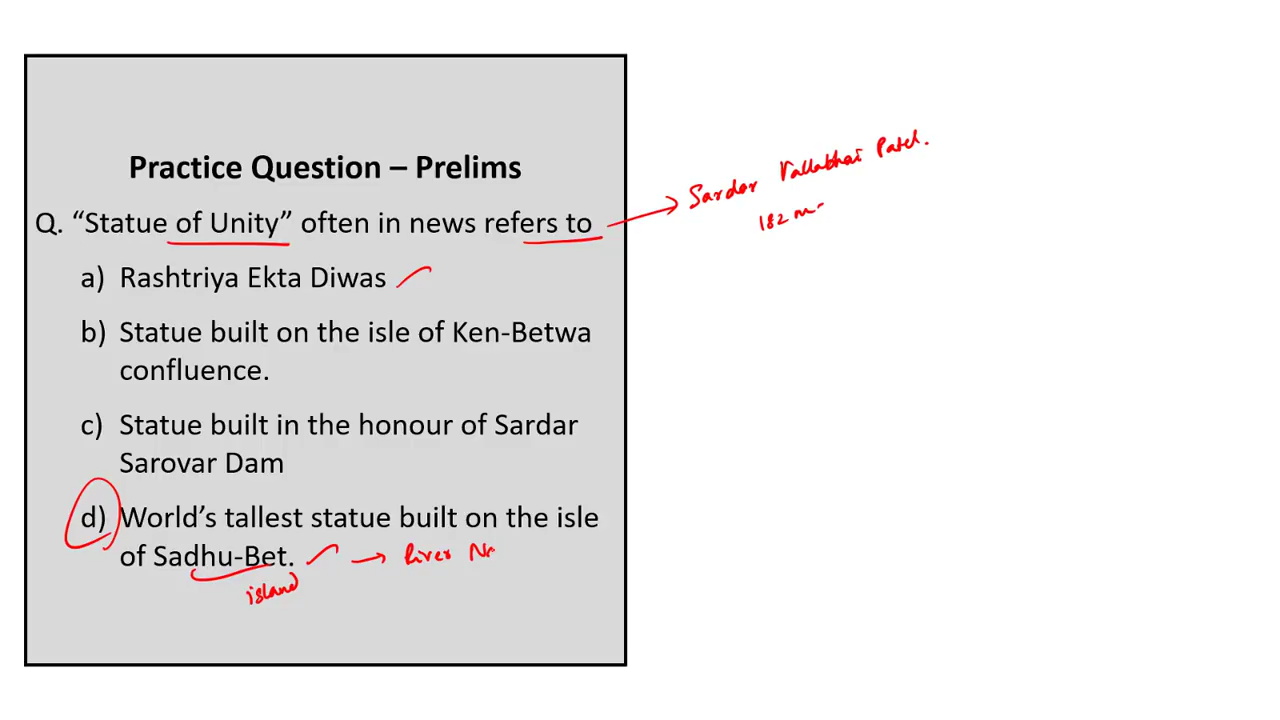 Practice Question – Prelims
Q. “Statue of Unity” often in news refers to
a) Rashtriya Ekta Diwas
b) Statue built on the isle of Ken-Betwa
confluence.
c) Statue built in the honour of Sardar
Sarovar Dam
d) World’s tallest statue built on the isle
of Sadhu-Bet. → River
island
Sardar Vallabhai Patel.
182 m